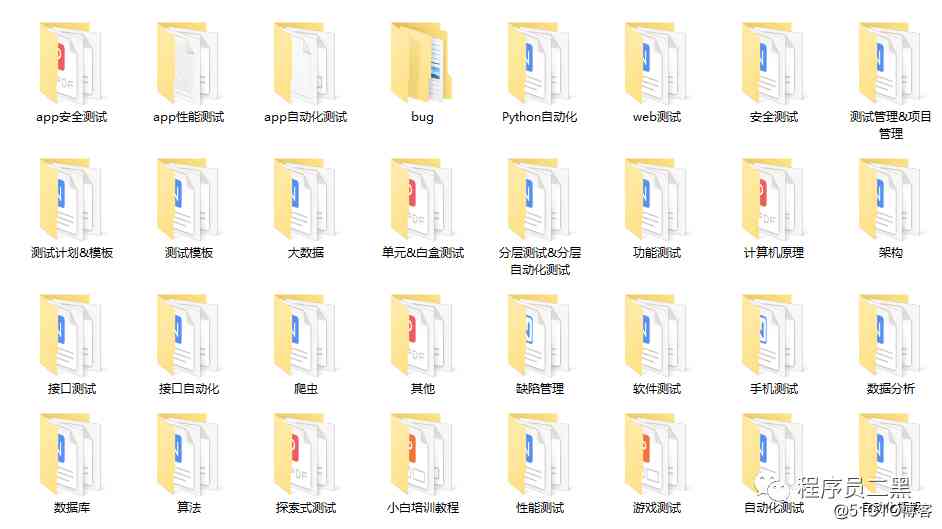 app安全测试
app性能测试
app自动化测试
bug
Python自动化
web测试
安全测试
测试管理&项目
管理
测试计划&模板
测试模板
大数据
单元&白盒测试
分层测试&分层
自动化测试
功能测试
计算机原理
架构
接口测试
接口自动化
爬虫
其他
缺陷管理
软件测试
手机测试
数据分析
数据库
算法
探索式测试
小白培训教程
性能测试
游戏测试
自动化测试
程序员二黑
@51CTO博客